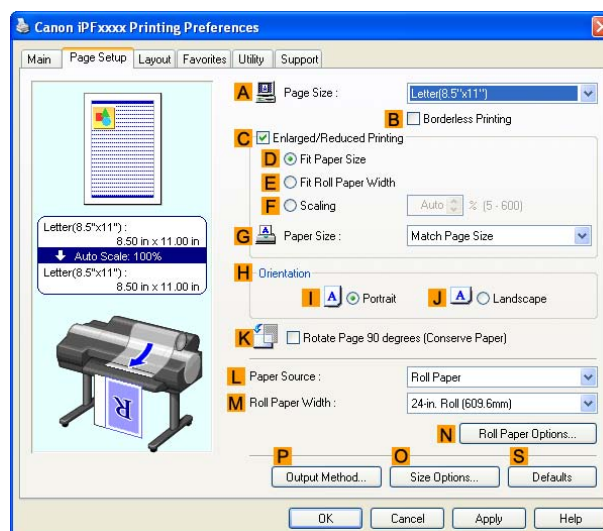 Canon iPFxxxx Printing Preferences
Main Page Setup Layout Favorites Utility Support
A Page Size : Letter(8.5"x11")
B Borderless Printing
C Enlarged/Reduced Printing
D Fit Paper Size
E Fit Roll Paper Width
F Scaling Auto % (5 - 600)
G A Paper Size : Match Page Size
Letter(8.5"x11") :
8.50 in x 11.00 in
Auto Scale: 100%
Letter(8.5"x11") :
8.50 in x 11.00 in
H Orientation
I A Portrait J A Landscape
K Rotate Page 90 degrees (Conserve Paper)
R
L Paper Source : Roll Paper
M Roll Paper Width : 24-in. Roll (609.6mm)
N Roll Paper Options...
P O S
Output Method... Size Options... Defaults
OK Cancel Apply Help